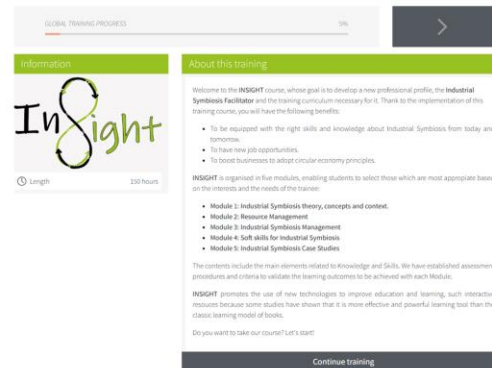 GLOBAL TRAINING PROGRESS 5%
Information
InSight
Length 150 hours
About this training
Welcome to the INSIGHT course, whose goal is to develop a new professional profile, the Industrial
Symbiosis Facilitator and the training curriculum necessary for it. Thank to the implementation of this
training course, you will have the following benefits:
• To be equipped with the right skills and knowledge about Industrial Symbiosis from today and
tomorrow.
• To have new job opportunities.
• To boost businesses to adopt circular economy principles.
INSIGHT is organised in five modules, enabling students to select those which are most appropiate based
on the interests and the needs of the trainee:
• Module 1: Industrial Symbiosis theory, concepts and context.
• Module 2: Resource Management
• Module 3: Industrial Symbiosis Management
• Module 4: Soft skills for Industrial Symbiosis
• Module 5: Industrial Symbiosis Case Studies
The contents include the main elements related to Knowledge and Skills. We have established assessment
procedures and criteria to validate the learning outcomes to be achieved with each Module.
INSIGHT promotes the use of new technologies to improve education and learning, such interactive
resouces because some studies have shown that it is more effective and powerful learning tool than the
classic learning model of books.
Do you want to take our course? Let's start!
Continue training